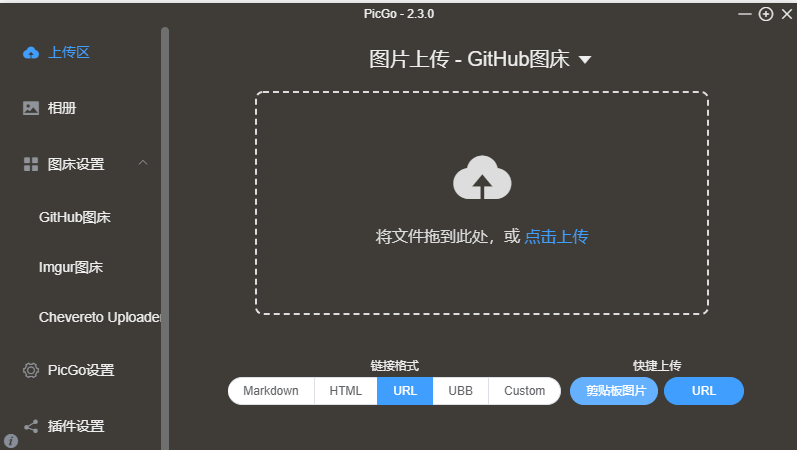 PicGo - 2.3.0
上传区
相册
图床设置
GitHub图床
Imgur图床
Chevereto Uploader
PicGo设置
插件设置
图片上传 - GitHub图床
将文件拖到此处，或 点击上传
链接格式
Markdown HTML URL UBB Custom
快捷上传
剪贴板图片 URL